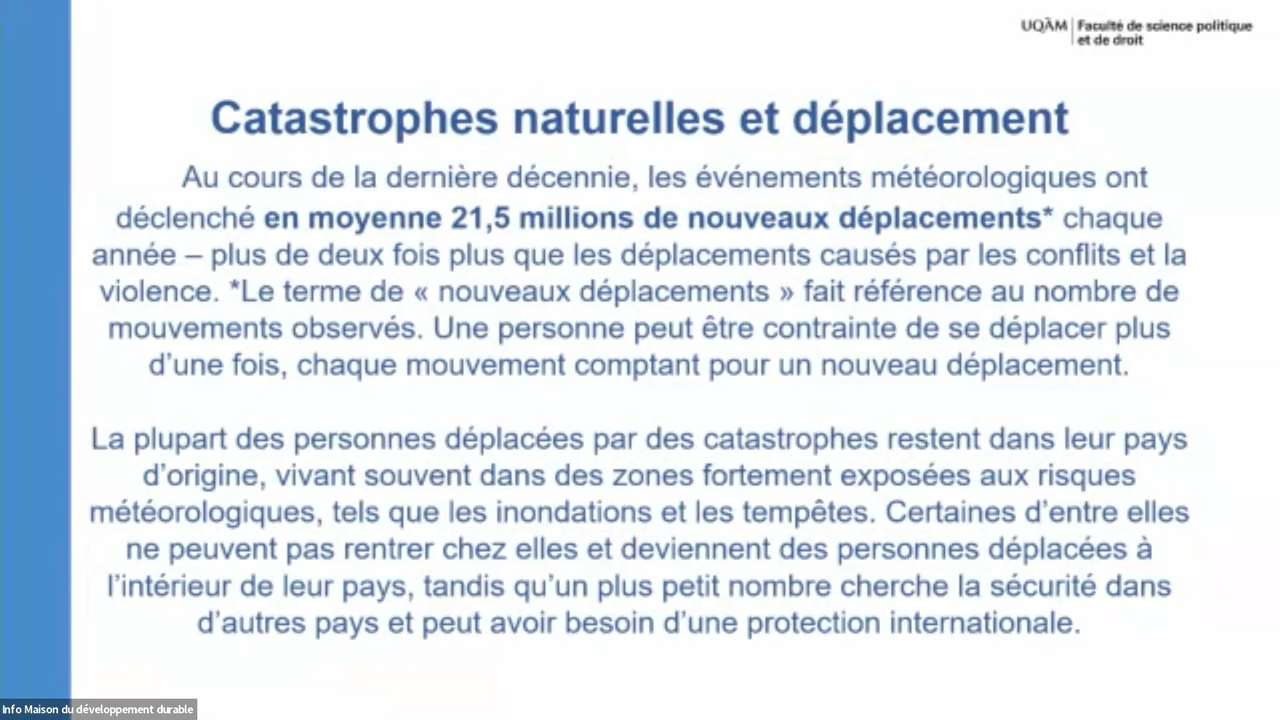 UQÀM Faculté de science politique
et de droit
Catastrophes naturelles et déplacement
Au cours de la dernière décennie, les événements météorologiques ont
déclenché en moyenne 21,5 millions de nouveaux déplacements* chaque
année – plus de deux fois plus que les déplacements causés par les conflits et la
violence. *Le terme de « nouveaux déplacements » fait référence au nombre de
mouvements observés. Une personne peut être contrainte de se déplacer plus
d’une fois, chaque mouvement comptant pour un nouveau déplacement.
La plupart des personnes déplacées par des catastrophes restent dans leur pays
d’origine, vivant souvent dans des zones fortement exposées aux risques
météorologiques, tels que les inondations et les tempêtes. Certaines d’entre elles
ne peuvent pas rentrer chez elles et deviennent des personnes déplacées à
l’intérieur de leur pays, tandis qu’un plus petit nombre cherche la sécurité dans
d’autres pays et peut avoir besoin d’une protection internationale.
Info Maison du développement durable